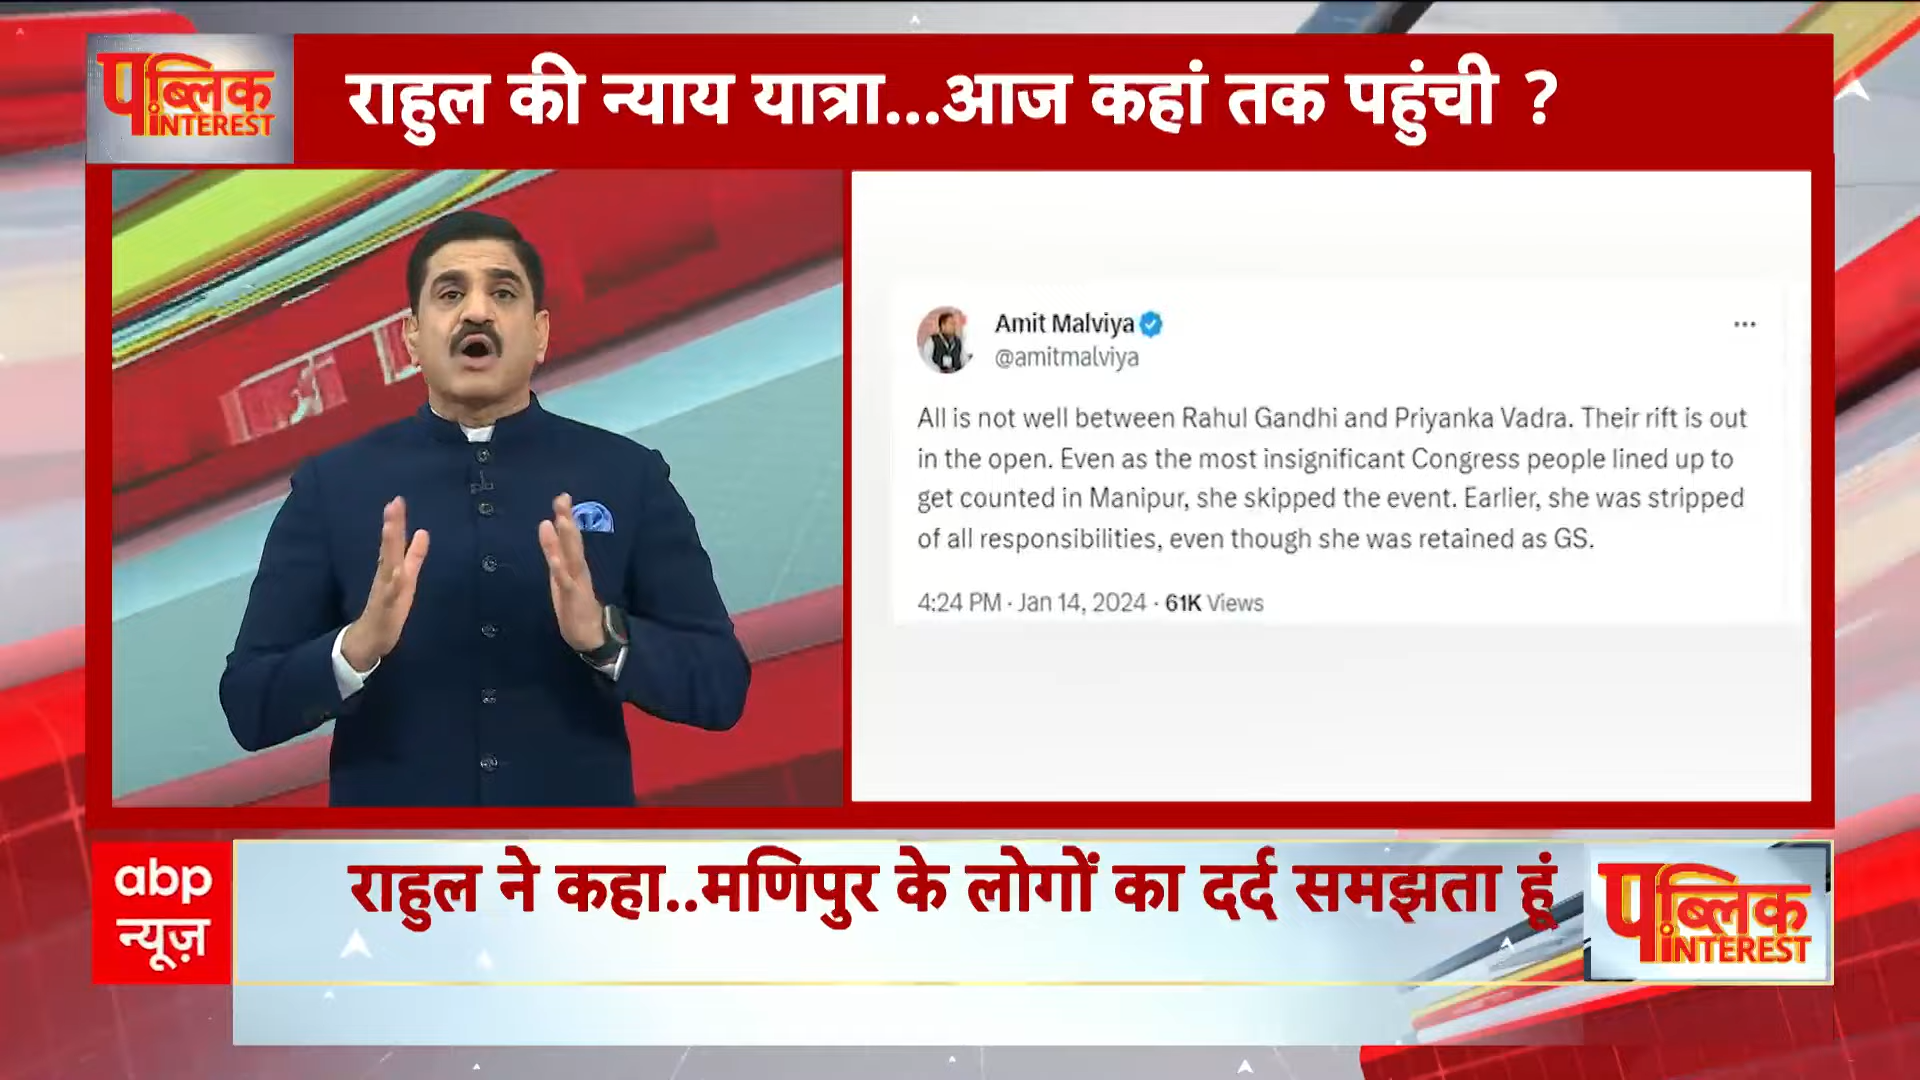 पब्लिक
INTEREST
राहुल की न्याय यात्रा...आज कहां तक पहुंची ?
Amit Malviya
@amitmalviya
All is not well between Rahul Gandhi and Priyanka Vadra. Their rift is out
in the open. Even as the most insignificant Congress people lined up to
get counted in Manipur, she skipped the event. Earlier, she was stripped
of all responsibilities, even though she was retained as GS.
4:24 PM · Jan 14, 2024 · 61K Views
abp
न्यूज़
राहुल ने कहा..मणिपुर के लोगों का दर्द समझता हूं
पब्लिक
INTEREST